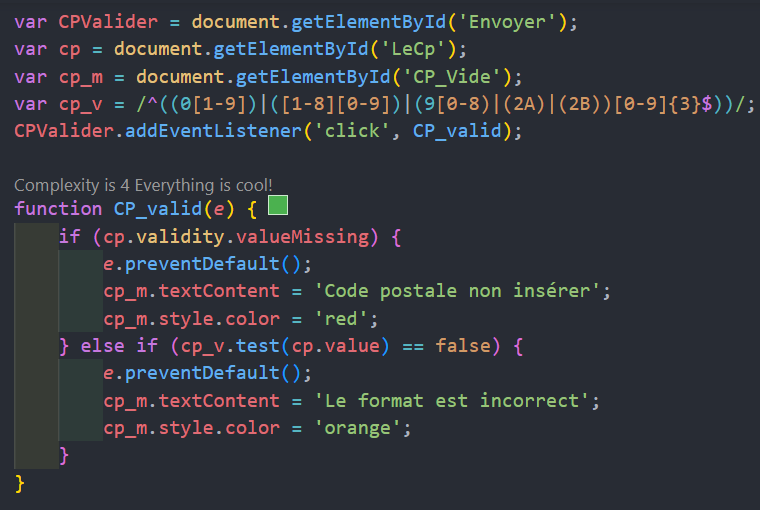 var CPValider = document.getElementById('Envoyer');
var cp = document.getElementById('LeCp');
var cp_m = document.getElementById('CP_Vide');
var cp_v = /^((0[1-9])|([1-8][0-9])|(9[0-8)|(2A)|(2B))[0-9]{3}$))/;
CPValider.addEventListener('click', CP_valid);
Complexity is 4 Everything is cool!
function CP_valid(e) {
if (cp.validity.valueMissing) {
e.preventDefault();
cp_m.textContent = 'Code postale non insérer';
cp_m.style.color = 'red';
} else if (cp_v.test(cp.value) == false) {
e.preventDefault();
cp_m.textContent = 'Le format est incorrect';
cp_m.style.color = 'orange';
}
}